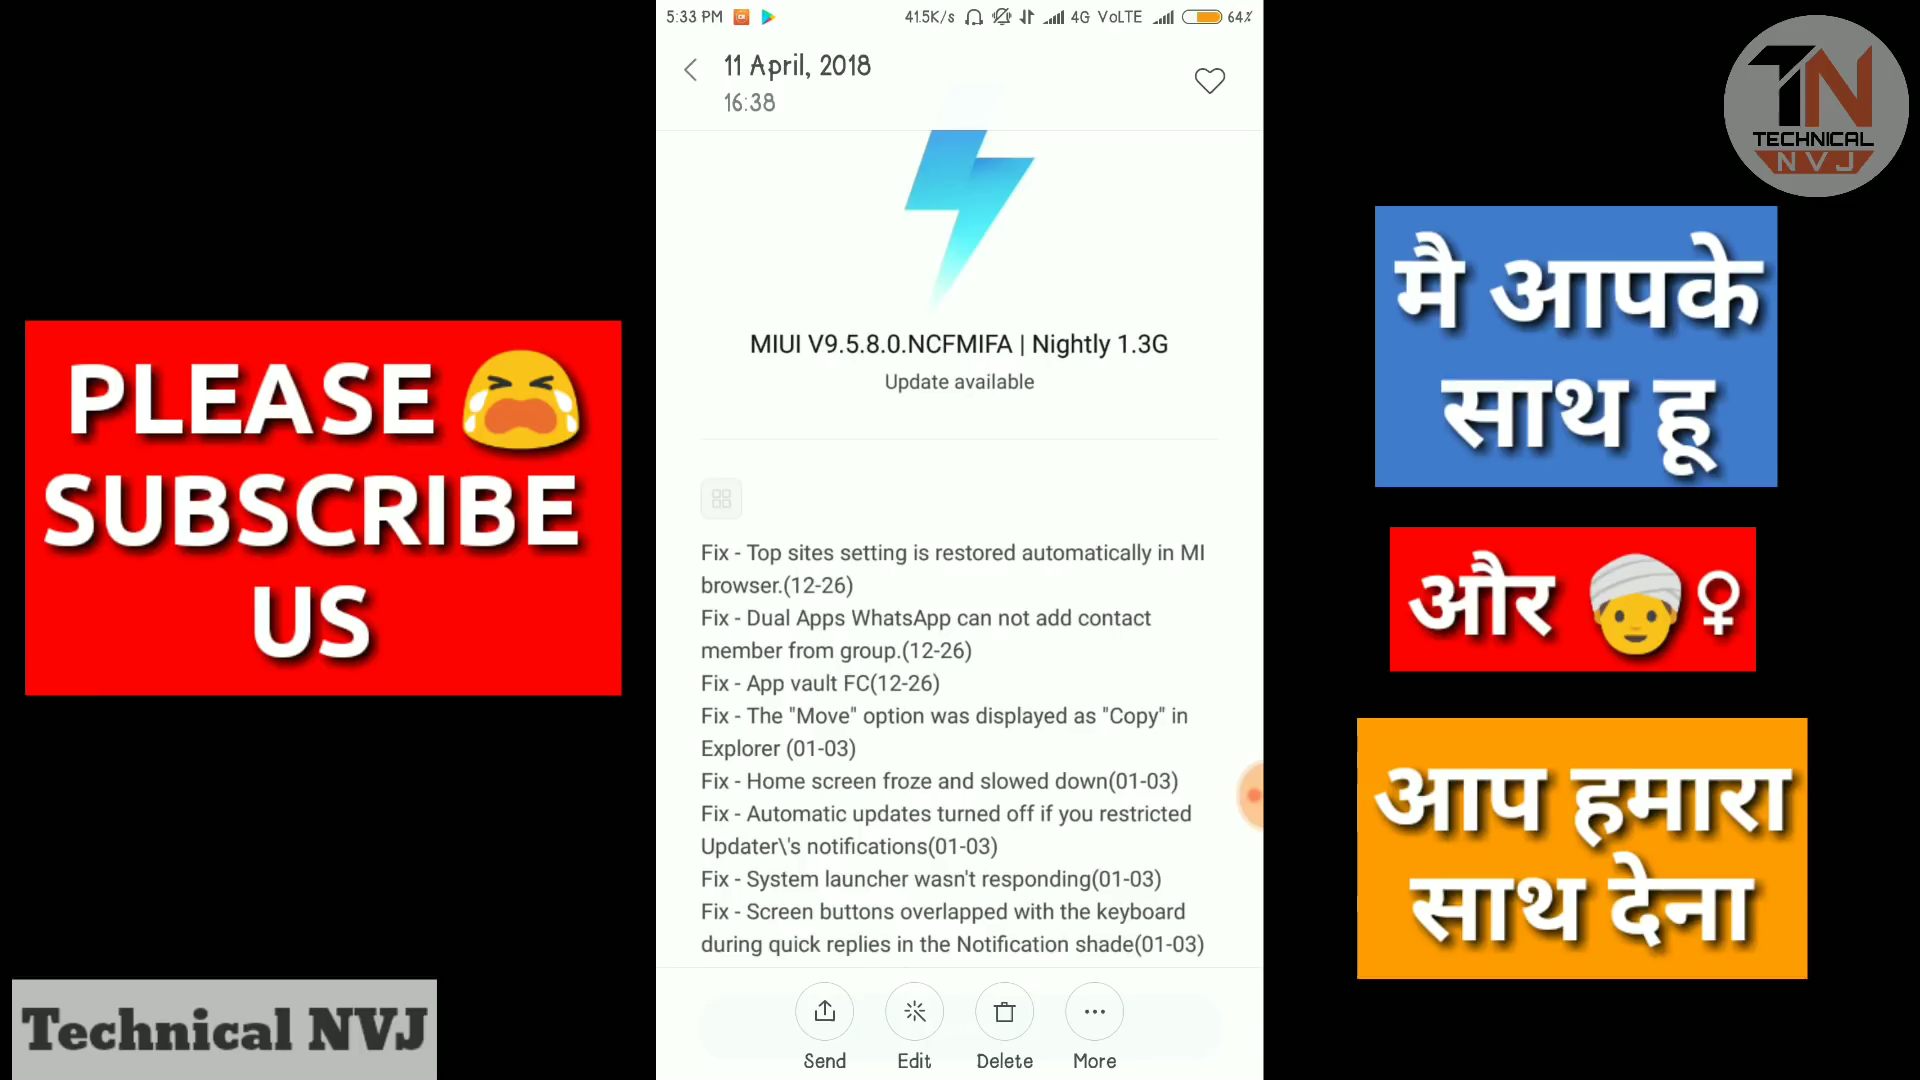 5:33 PM 41.5K/s 4G VoLTE 64%
11 April, 2018
16:38
TN
TECHNICAL
NVJ
MIUI V9.5.8.0.NCFMIFA | Nightly 1.3G
Update available
Fix - Top sites setting is restored automatically in MI
browser.(12-26)
Fix - Dual Apps WhatsApp can not add contact
member from group.(12-26)
Fix - App vault FC(12-26)
Fix - The "Move" option was displayed as "Copy" in
Explorer (01-03)
Fix - Home screen froze and slowed down(01-03)
Fix - Automatic updates turned off if you restricted
Updater\'s notifications(01-03)
Fix - System launcher wasn't responding(01-03)
Fix - Screen buttons overlapped with the keyboard
during quick replies in the Notification shade(01-03)
Send Edit Delete More
PLEASE 😭
SUBSCRIBE
US
Technical NVJ
मै आपके
साथ हू
और 👳♀
आप हमारा
साथ देना